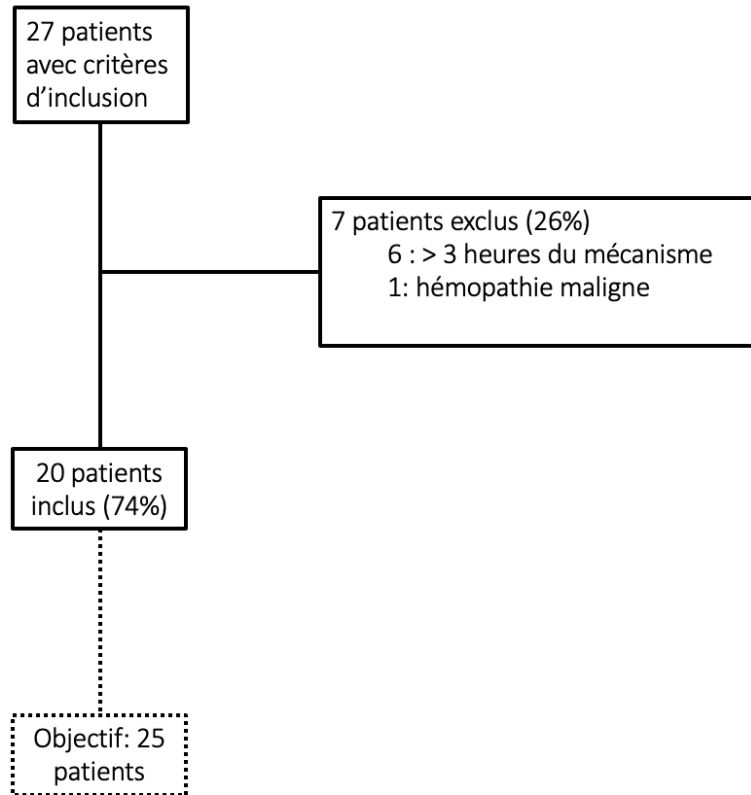 27 patients
avec critères
d’inclusion
7 patients exclus (26%)
6 : > 3 heures du mécanisme
1: hémopathie maligne
20 patients
inclus (74%)
Objectif: 25
patients